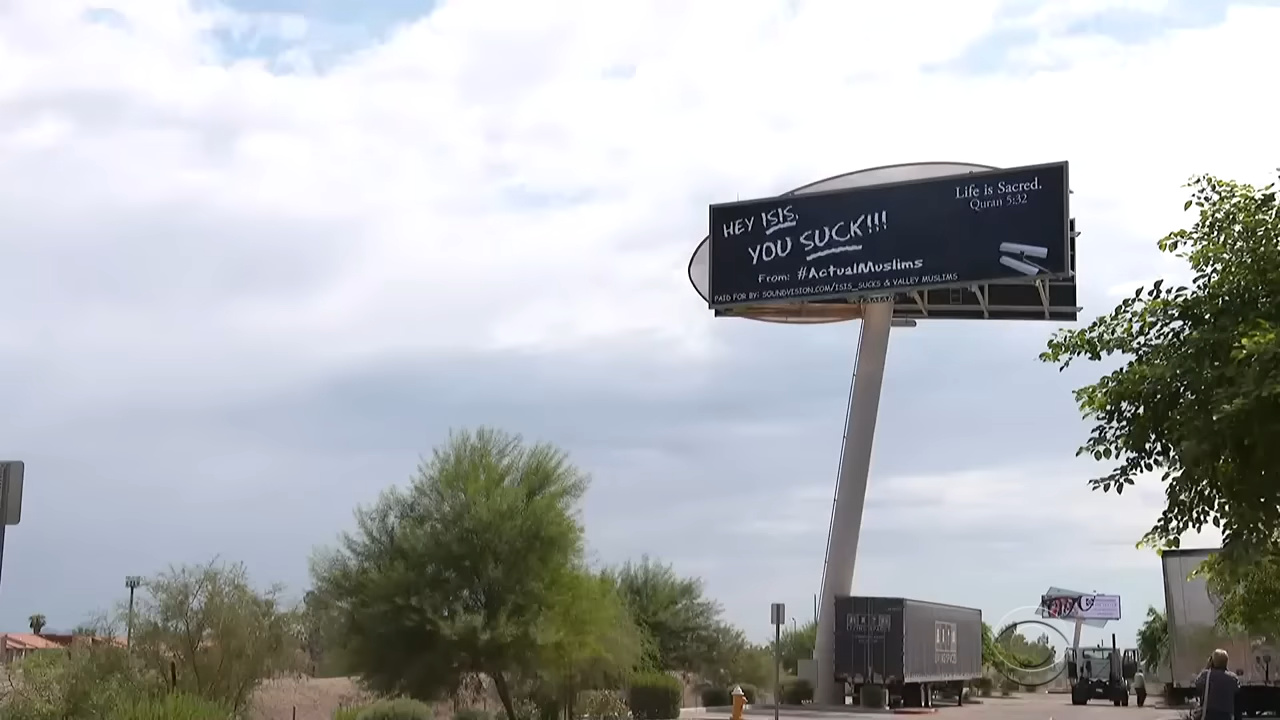 HEY ISIS,
YOU SUCK!!!
From: #ActualMuslims
PAID FOR BY: SOUNDVISION.COM/ISIS_SUCKS & VALLEY MUSLIMS
Life is Sacred.
Quran 5:32